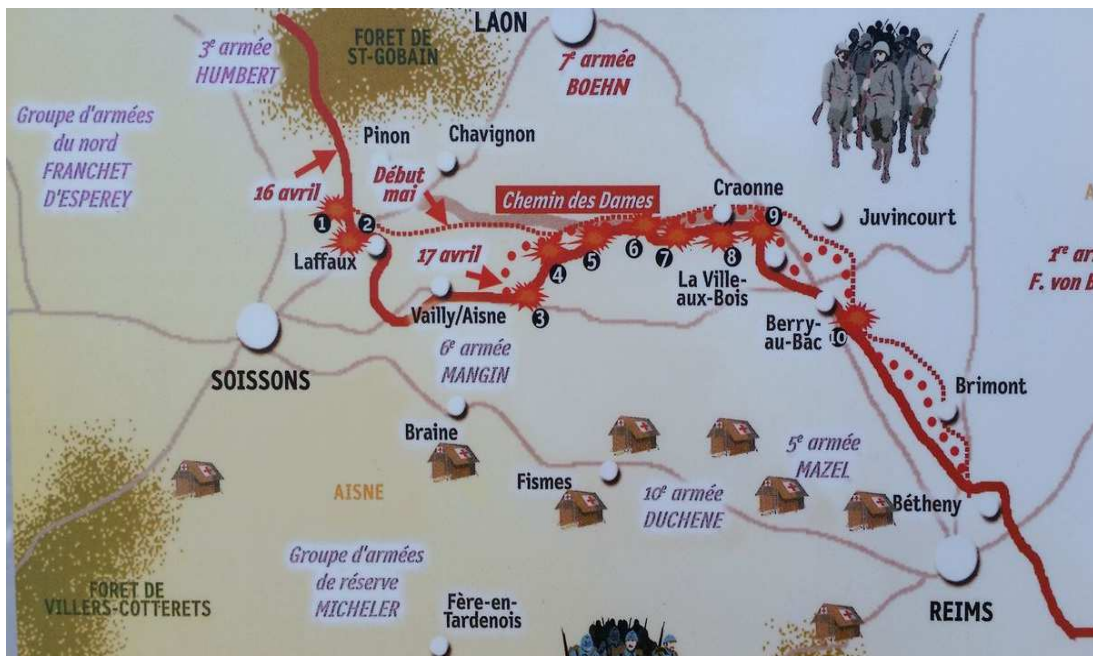 LAON
FORET DE
ST-GOBAIN
3e armée
HUMBERT
7e armée
BOEHN
Groupe d'armées
du nord
FRANCHET
D'ESPEREY
Pinon
Chavignon
16 avril
Début
mai
Chemin des Dames
Craonne
Juvincourt
1
2
Laffaux
17 avril
3
4
5
6
7
8
9
10
La Ville-
aux-Bois
1re
F. von
Vailly/Aisne
Berry-
au-Bac
6e armée
MANGIN
SOISSONS
Brimont
Braine
5e armée
MAZEL
Fismes
AISNE
10e armée
DUCHENE
Bétheny
Groupe d'armées
de réserve
MICHELER
FORET DE
VILLERS-COTTERETS
Fère-en-
Tardenois
REIMS